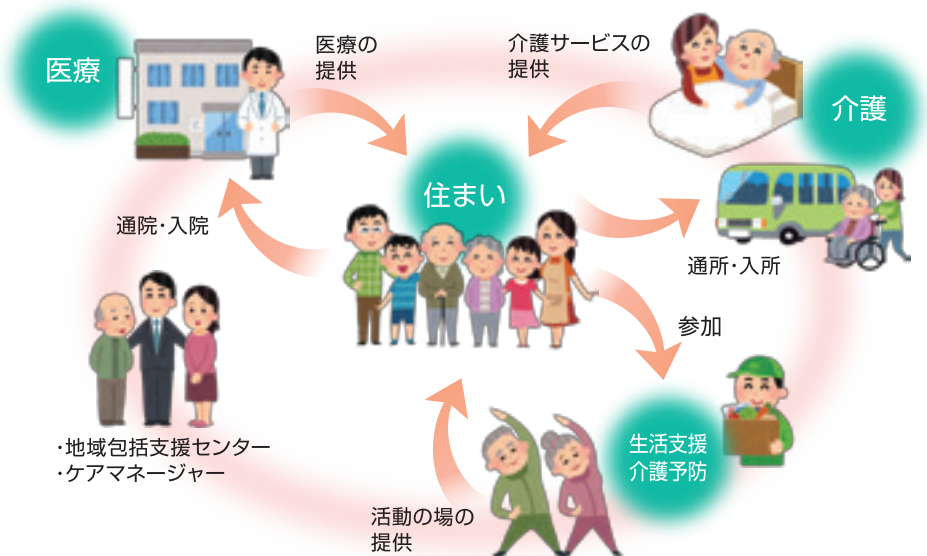 医療
医療の
提供
介護サービスの
提供
介護
住まい
通院・入院
通所・入所
参加
・地域包括支援センター
・ケアマネージャー
生活支援
介護予防
活動の場の
提供